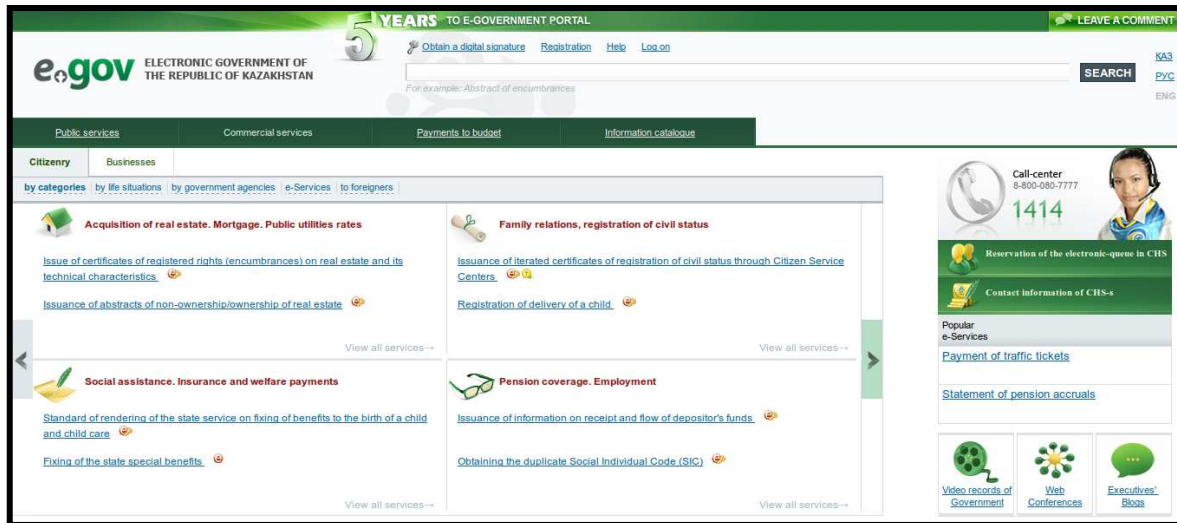 5 YEARS TO E-GOVERNMENT PORTAL
LEAVE A COMMENT
Obtain a digital signature Registration Help Log on
e.gov ELECTRONIC GOVERNMENT OF
THE REPUBLIC OF KAZAKHSTAN
SEARCH
For example: Abstract of encumbrances
ҚАЗ
РУС
ENG
Public services Commercial services Payments to budget Information catalogue
Citizenry Businesses
by categories by life situations by government agencies e-Services to foreigners
Acquisition of real estate. Mortgage. Public utilities rates
Issue of certificates of registered rights (encumbrances) on real estate and its
technical characteristics
Issuance of abstracts of non-ownership/ownership of real estate
View all services→
Family relations, registration of civil status
Issuance of iterated certificates of registration of civil status through Citizen Service
Centers
Registration of delivery of a child
View all services→
Social assistance. Insurance and welfare payments
Standard of rendering of the state service on fixing of benefits to the birth of a child
and child care
Fixing of the state special benefits
View all services→
Pension coverage. Employment
Issuance of information on receipt and flow of depositor's funds
Obtaining the duplicate Social Individual Code (SIC)
View all services→
Call-center
8-800-080-7777
1414
Reservation of the electronic-queue in CHS
Contact information of CHS-s
Popular
e-Services
Payment of traffic tickets
Statement of pension accruals
Video records of
Government
Web
Conferences
Executives'
Blogs